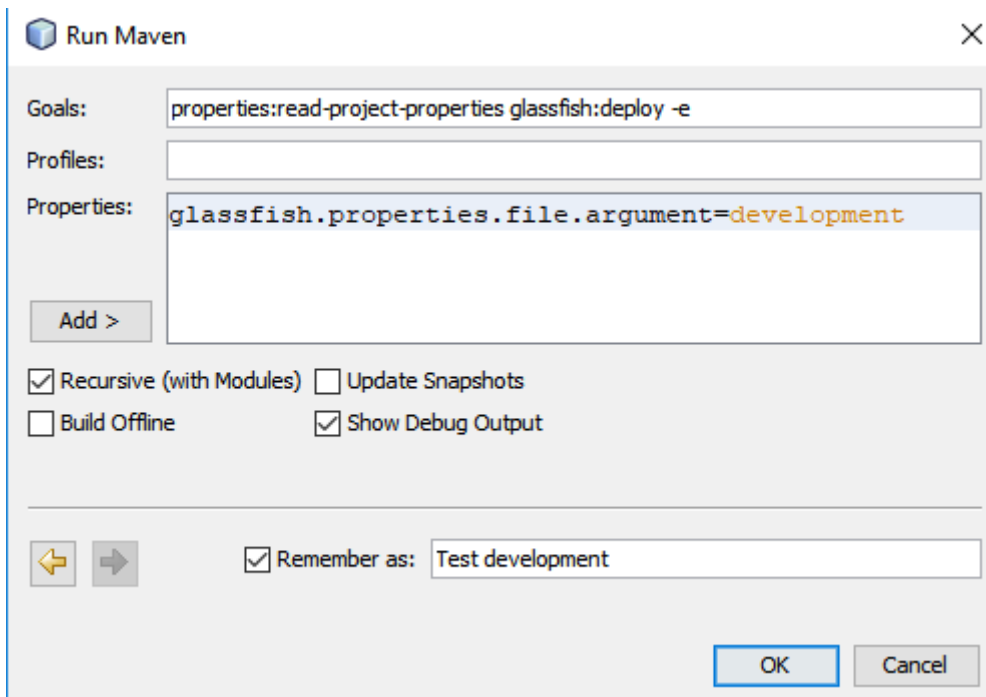 Run Maven
Goals: properties:read-project-properties glassfish:deploy -e
Profiles:
Properties: glassfish.properties.file.argument=development
Add >
Recursive (with Modules) Update Snapshots
Build Offline Show Debug Output
Remember as: Test development
OK Cancel